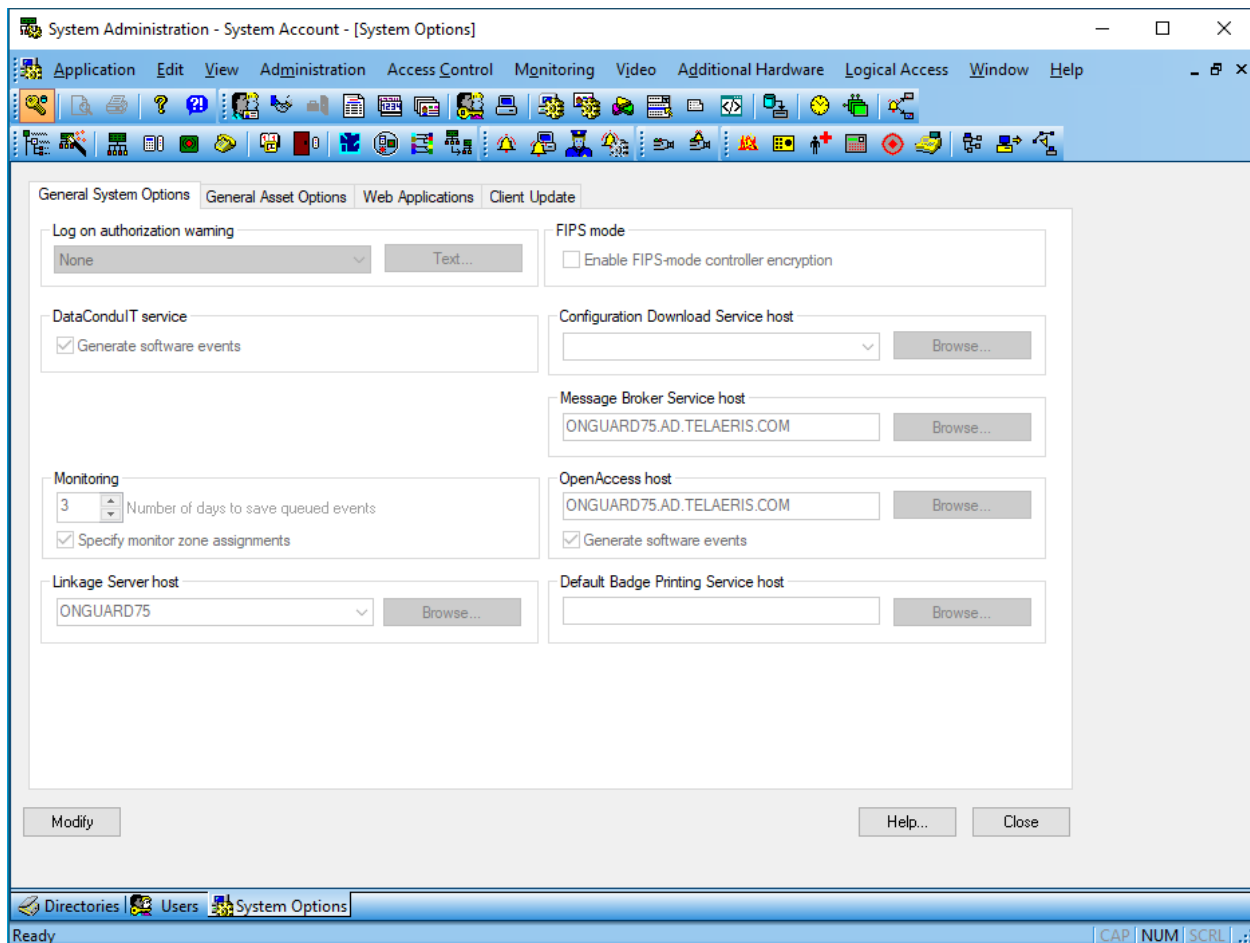 System Administration - System Account - [System Options]
Application Edit View Administration Access Control Monitoring Video Additional Hardware Logical Access Window Help
General System Options General Asset Options Web Applications Client Update
Log on authorization warning
None
Text...
FIPS mode
Enable FIPS-mode controller encryption
DataConduIT service
Generate software events
Configuration Download Service host
Browse...
Message Broker Service host
ONGUARD75.AD.TELAERIS.COM
Browse...
Monitoring
3 Number of days to save queued events
Specify monitor zone assignments
OpenAccess host
ONGUARD75.AD.TELAERIS.COM
Browse...
Generate software events
Linkage Server host
ONGUARD75
Browse...
Default Badge Printing Service host
Browse...
Modify
Help...
Close
Directories Users System Options
Ready
CAP NUM SCRL